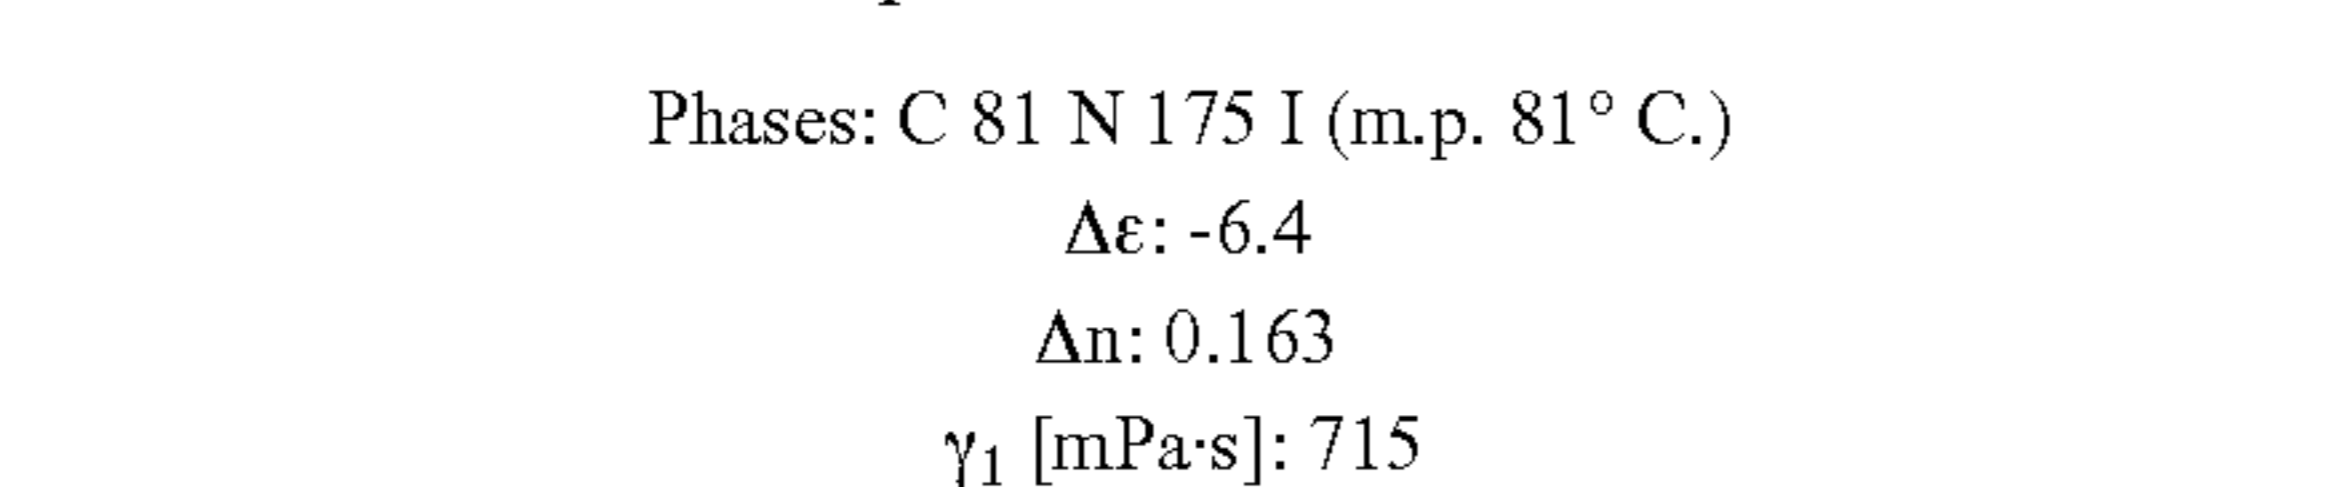 Phases: C 81 N 175 I (m.p. 81° C.)
Δε: -6.4
Δn: 0.163
γ₁ [mPa·s]: 715